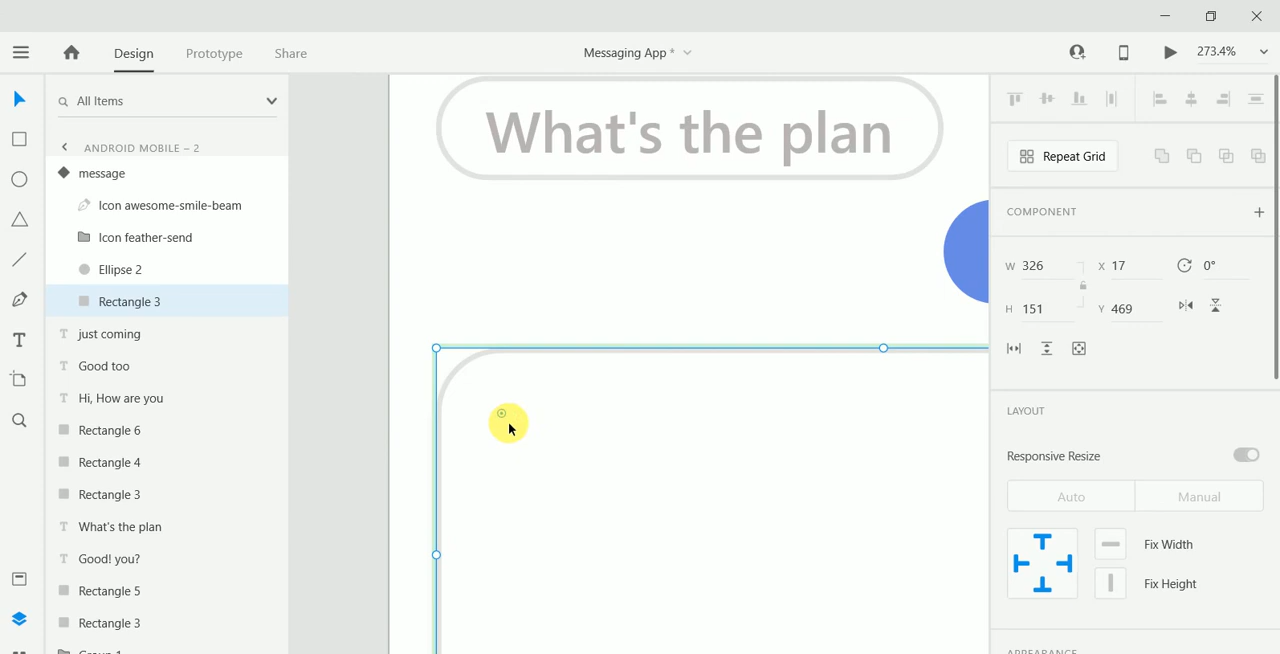 Design Prototype Share Messaging App * 273.4%
All Items
ANDROID MOBILE – 2
message
Icon awesome-smile-beam
Icon feather-send
Ellipse 2
Rectangle 3
just coming
Good too
Hi, How are you
Rectangle 6
Rectangle 4
Rectangle 3
What's the plan
Good! you?
Rectangle 5
Rectangle 3
What's the plan
Repeat Grid
COMPONENT
W 326 X 17 0°
H 151 Y 469
LAYOUT
Responsive Resize
Auto Manual
Fix Width
Fix Height